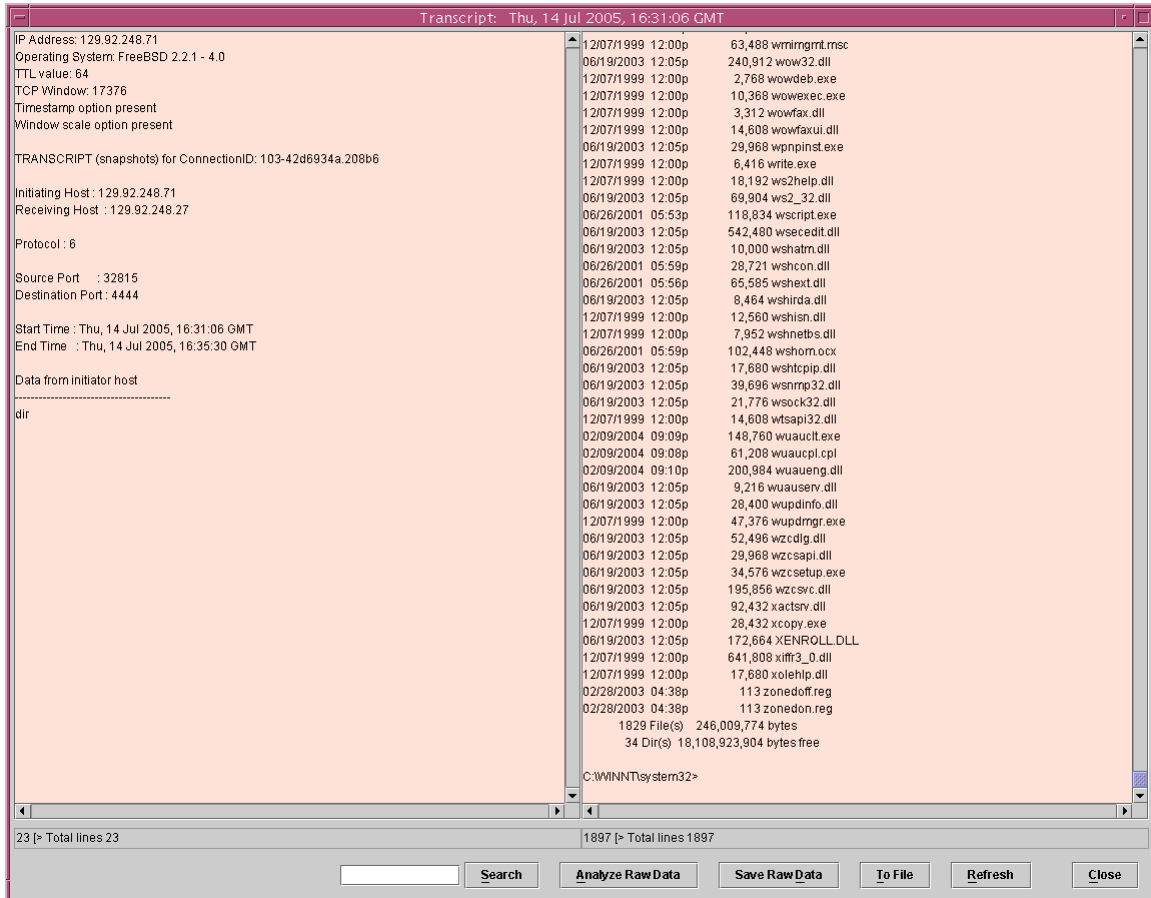 Transcript: Thu, 14 Jul 2005, 16:31:06 GMT
IP Address: 129.92.248.71
Operating System: FreeBSD 2.2.1 - 4.0
TTL value: 64
TCP Window: 17376
Timestamp option present
Window scale option present
TRANSCRIPT (snapshots) for ConnectionID: 103-42d6934a.208b6
Initiating Host : 129.92.248.71
Receiving Host : 129.92.248.27
Protocol : 6
Source Port : 32815
Destination Port : 4444
Start Time : Thu, 14 Jul 2005, 16:31:06 GMT
End Time : Thu, 14 Jul 2005, 16:35:30 GMT
Data from initiator host
--------------------------------------
dir
12/07/1999 12:00p 63,488 wmimgmt.msc
06/19/2003 12:05p 240,912 wow32.dll
12/07/1999 12:00p 2,768 wowdeb.exe
12/07/1999 12:00p 10,368 wowexec.exe
12/07/1999 12:00p 3,312 wowfax.dll
12/07/1999 12:00p 14,608 wowfaxui.dll
06/19/2003 12:05p 29,968 wpnpinst.exe
12/07/1999 12:00p 6,416 write.exe
12/07/1999 12:00p 18,192 ws2help.dll
06/19/2003 12:05p 69,904 ws2_32.dll
06/26/2001 05:53p 118,834 wscript.exe
06/19/2003 12:05p 542,480 wsecedit.dll
06/19/2003 12:05p 10,000 wshatm.dll
06/26/2001 05:59p 28,721 wshcon.dll
06/26/2001 05:56p 65,585 wshext.dll
06/19/2003 12:05p 8,464 wshirda.dll
12/07/1999 12:00p 12,560 wshisn.dll
12/07/1999 12:00p 7,952 wshnetbs.dll
06/26/2001 05:59p 102,448 wshom.ocx
06/19/2003 12:05p 17,680 wshtcpip.dll
06/19/2003 12:05p 39,696 wsnmp32.dll
06/19/2003 12:05p 21,776 wsock32.dll
12/07/1999 12:00p 14,608 wtsapi32.dll
02/09/2004 09:09p 148,760 wuauclt.exe
02/09/2004 09:08p 61,208 wuaucpl.cpl
02/09/2004 09:10p 200,984 wuaueng.dll
06/19/2003 12:05p 9,216 wuauserv.dll
06/19/2003 12:05p 28,400 wupdinfo.dll
12/07/1999 12:00p 47,376 wupdmgr.exe
06/19/2003 12:05p 52,496 wzcdlg.dll
06/19/2003 12:05p 29,968 wzcsapi.dll
06/19/2003 12:05p 34,576 wzcsetup.exe
06/19/2003 12:05p 195,856 wzcsvc.dll
06/19/2003 12:05p 92,432 xactsrv.dll
12/07/1999 12:00p 28,432 xcopy.exe
06/19/2003 12:05p 172,664 XENROLL.DLL
12/07/1999 12:00p 641,808 xiffr3_0.dll
12/07/1999 12:00p 17,680 xolehlp.dll
02/28/2003 04:38p 113 zonedoff.reg
02/28/2003 04:38p 113 zonedon.reg
1829 File(s) 246,009,774 bytes
34 Dir(s) 18,108,923,904 bytes free
C:\WINNT\system32>
23 [> Total lines 23
1897 [> Total lines 1897
Search Analyze Raw Data Save Raw Data To File Refresh Close